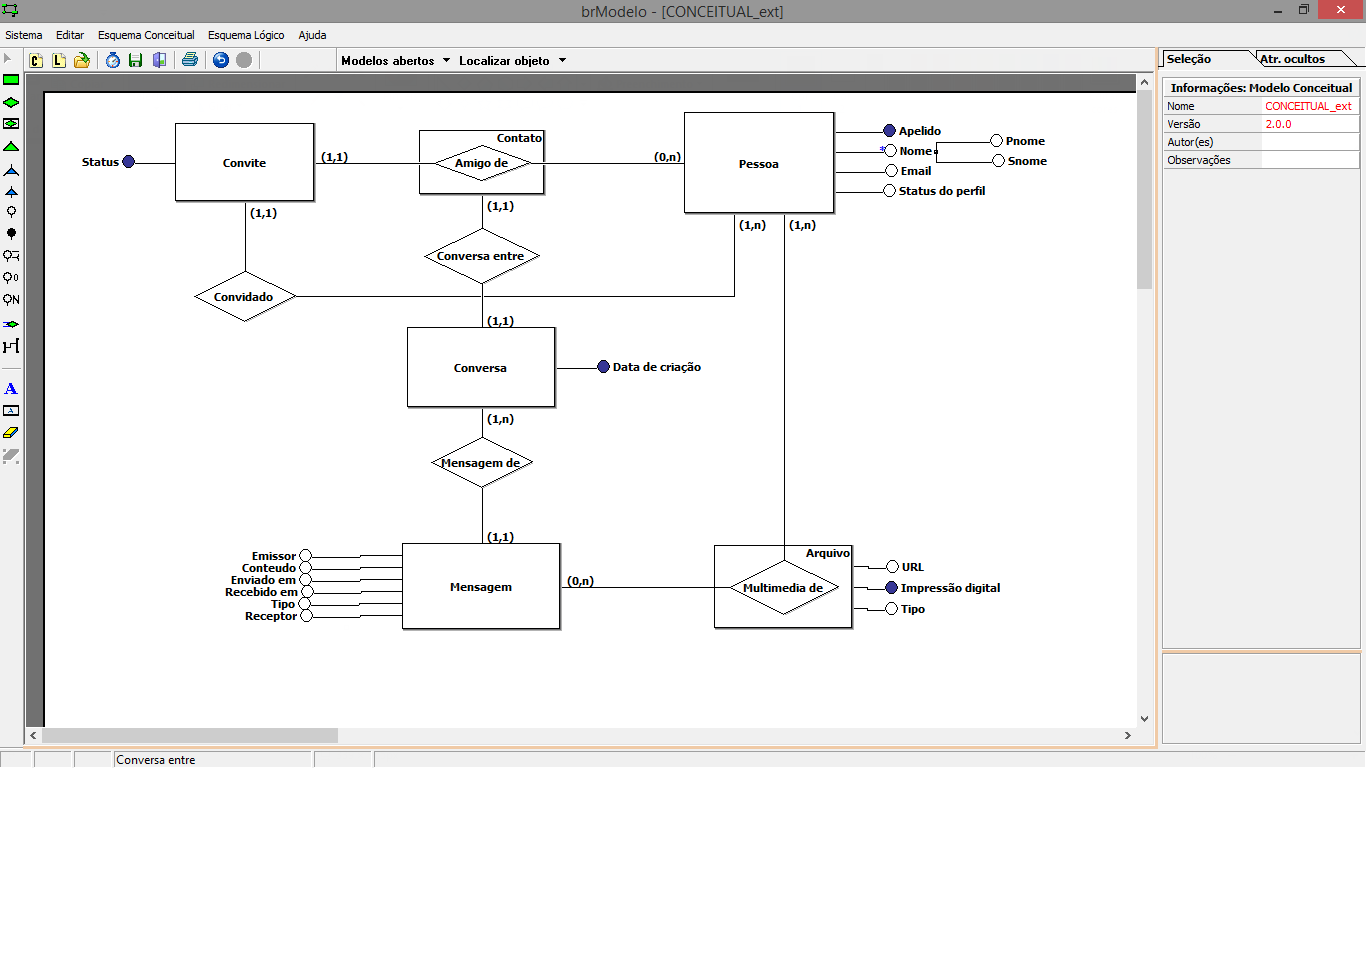 brModelo - [CONCEITUAL_ext]
Sistema Editar Esquema Conceitual Esquema Lógico Ajuda
C L Modelos abertos Localizar objeto
Seleção Atr. ocultos
Informações: Modelo Conceitual
Nome CONCEITUAL_ext
Versão 2.0.0
Autor(es)
Observações
0
N
A
A
Status
Convite
(1,1)
Contato
Amigo de
(0,n)
Pessoa
Apelido
* Nome
Pnome
Snome
Email
Status do perfil
(1,1)
(1,1)
(1,n)
(1,n)
Conversa entre
Convidado
(1,1)
Conversa
Data de criação
(1,n)
Mensagem de
(1,1)
Emissor
Conteudo
Enviado em
Recebido em
Tipo
Receptor
Mensagem
(0,n)
Arquivo
Multimedia de
URL
Impressão digital
Tipo
Conversa entre